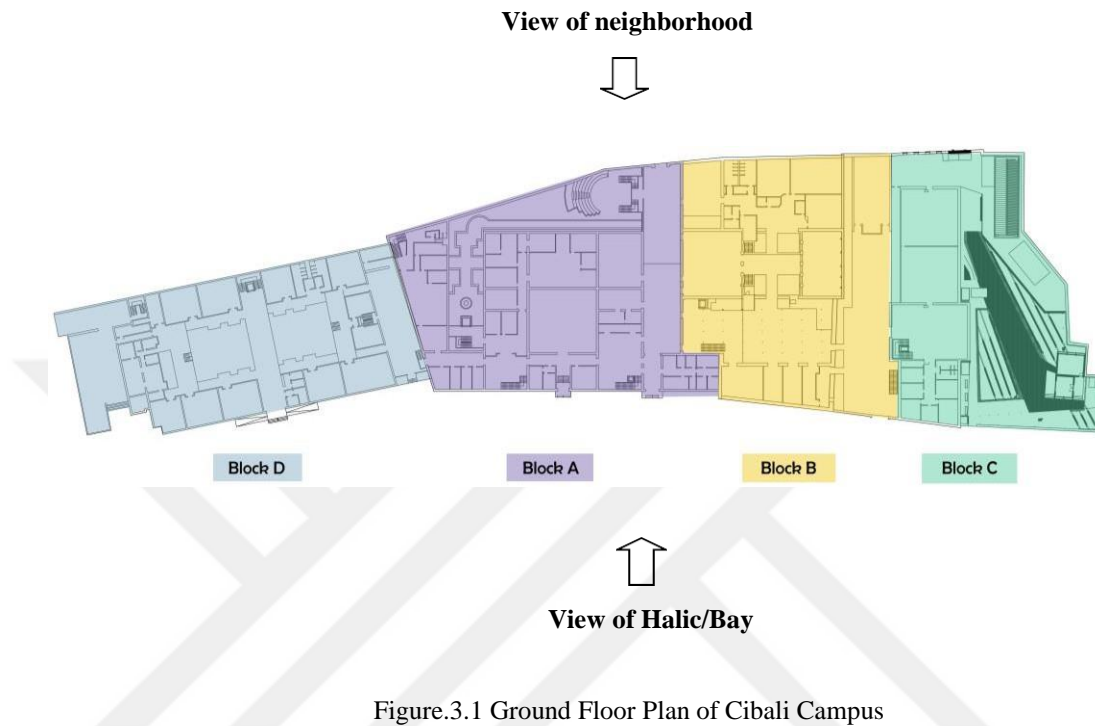 View of neighborhood
Block D
Block A
Block B
Block C
View of Halic/Bay
Figure.3.1 Ground Floor Plan of Cibali Campus